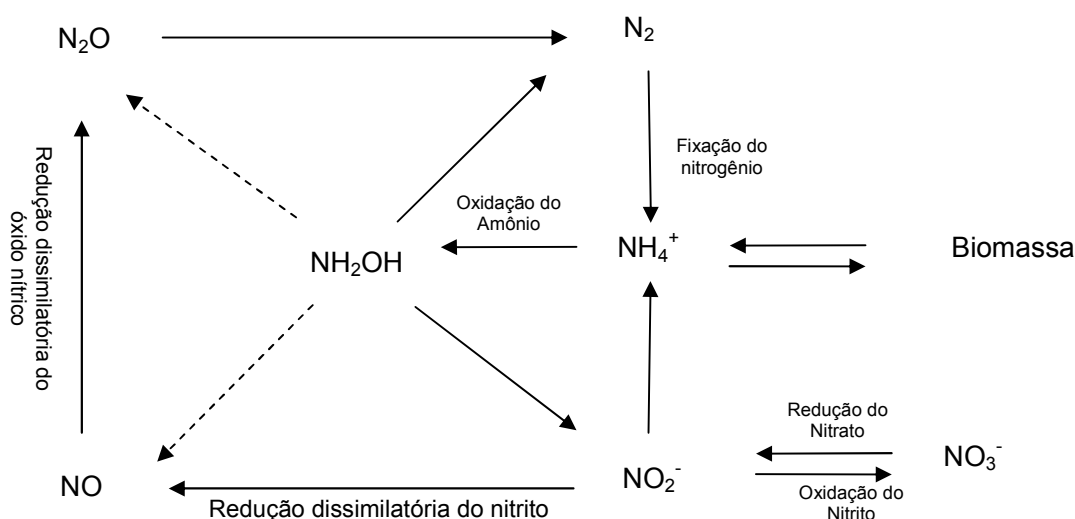 N₂O
N₂
Fixação do
nitrogênio
Redução dissimilatória do
óxido nítrico
Oxidação do
Amônio
NH₂OH
NH₄⁺
Biomassa
Redução do
Nitrato
NO
NO₂⁻
NO₃⁻
Redução dissimilatória do nitrito
Oxidação do
Nitrito